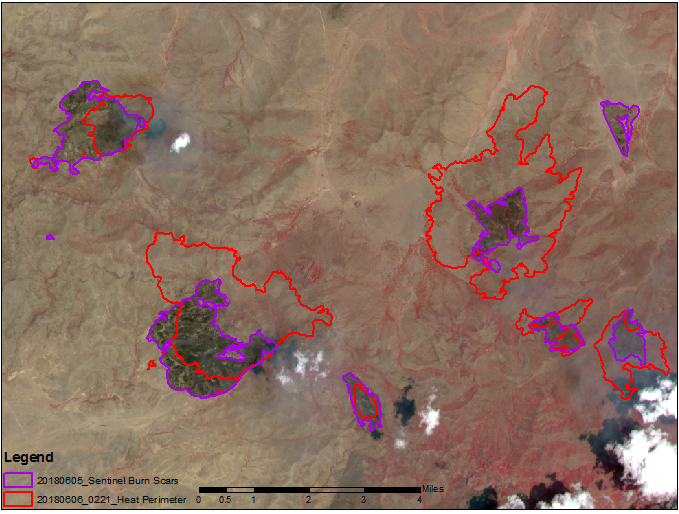 Legend
20180605_Sentinel Burn Scars
20180606_0221_Heat Perimeter
0 0.5 1 2 3 4 Miles